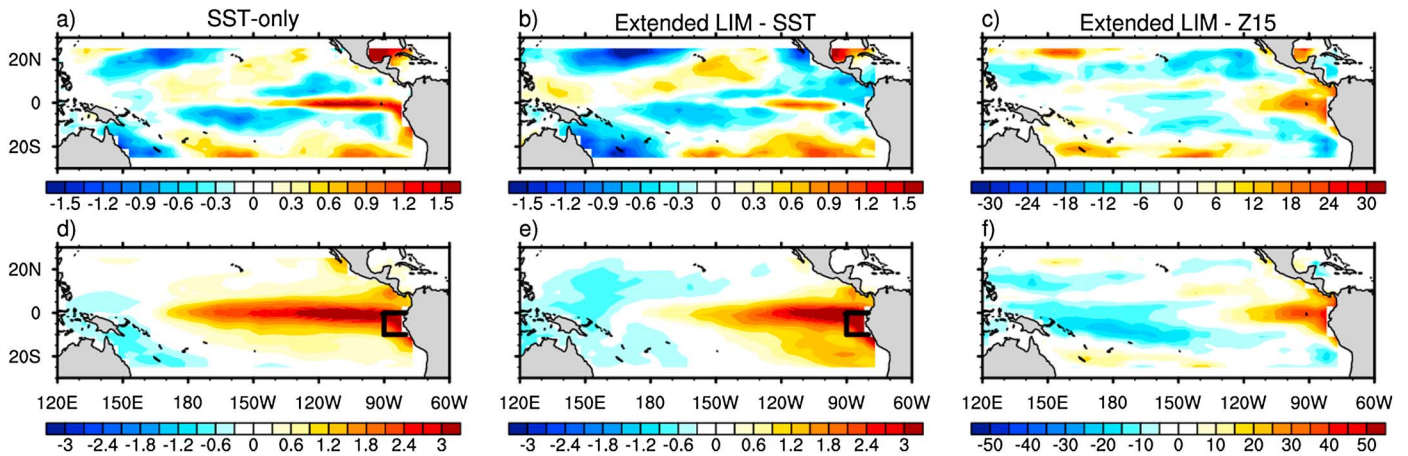 a) SST-only b) Extended LIM - SST c) Extended LIM - Z15
20N
0
20S
-1.5 -1.2 -0.9 -0.6 -0.3 0 0.3 0.6 0.9 1.2 1.5 -1.5 -1.2 -0.9 -0.6 -0.3 0 0.3 0.6 0.9 1.2 1.5 -30 -24 -18 -12 -6 0 6 12 18 24 30
d) e) f)
20N
0
20S
120E 150E 180 150W 120W 90W 60W 120E 150E 180 150W 120W 90W 60W 120E 150E 180 150W 120W 90W 60W
-3 -2.4 -1.8 -1.2 -0.6 0 0.6 1.2 1.8 2.4 3 -3 -2.4 -1.8 -1.2 -0.6 0 0.6 1.2 1.8 2.4 3 -50 -40 -30 -20 -10 0 10 20 30 40 50